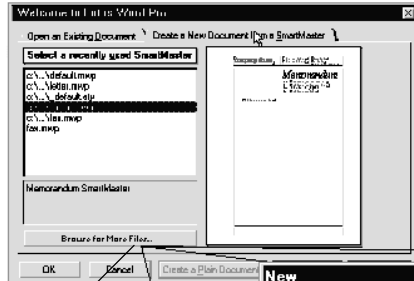 Welcome to Lotus Word Pro
Open an Existing Document
Create a New Document from a SmartMaster
Select a recently used SmartMaster
c:\...\default.mwp
c:\...\letter.mwp
c:\...\_default.sty
c:\...\fax.mwp
fax.mwp
Memorandum
Memorandum SmartMaster
Browse for More Files...
OK
Cancel
Create a Plain Document
New